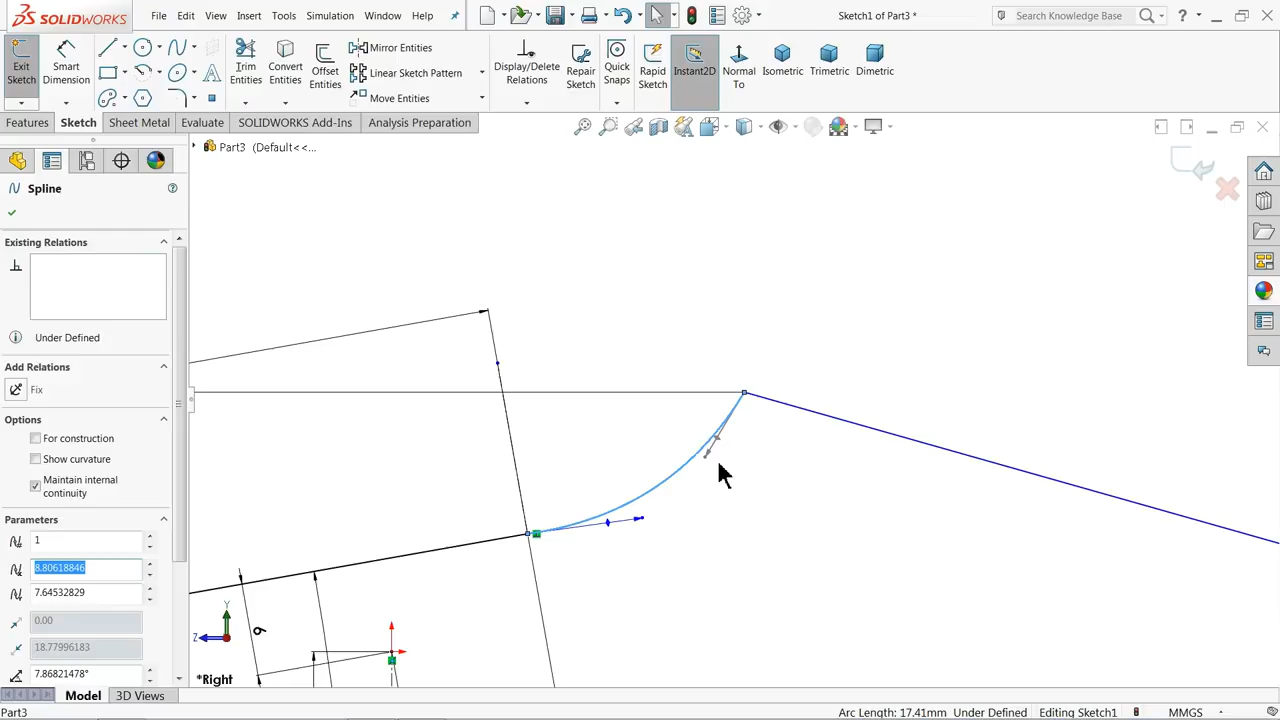 SOLIDWORKS
File
Edit
View
Insert
Tools
Simulation
Window
Help
Sketch1 of Part3 *
Search Knowledge Base
?
Exit Sketch
Smart Dimension
Trim Entities
Convert Entities
Offset Entities
Mirror Entities
Linear Sketch Pattern
Move Entities
Display/Delete Relations
Repair Sketch
Quick Snaps
Rapid Sketch
Instant2D
Normal To
Isometric
Trimetric
Dimetric
Features
Sketch
Sheet Metal
Evaluate
SOLIDWORKS Add-Ins
Analysis Preparation
Part3 (Default<<...
Spline
Existing Relations
Under Defined
Add Relations
Fix
Options
For construction
Show curvature
Maintain internal
continuity
Parameters
1
8.80618846
7.64532829
0.00
18.77996183
7.86821478°
Y
Z
6
*Right
Model
3D Views
Part3
Arc Length: 17.41mm
Under Defined
Editing Sketch1
MMGS